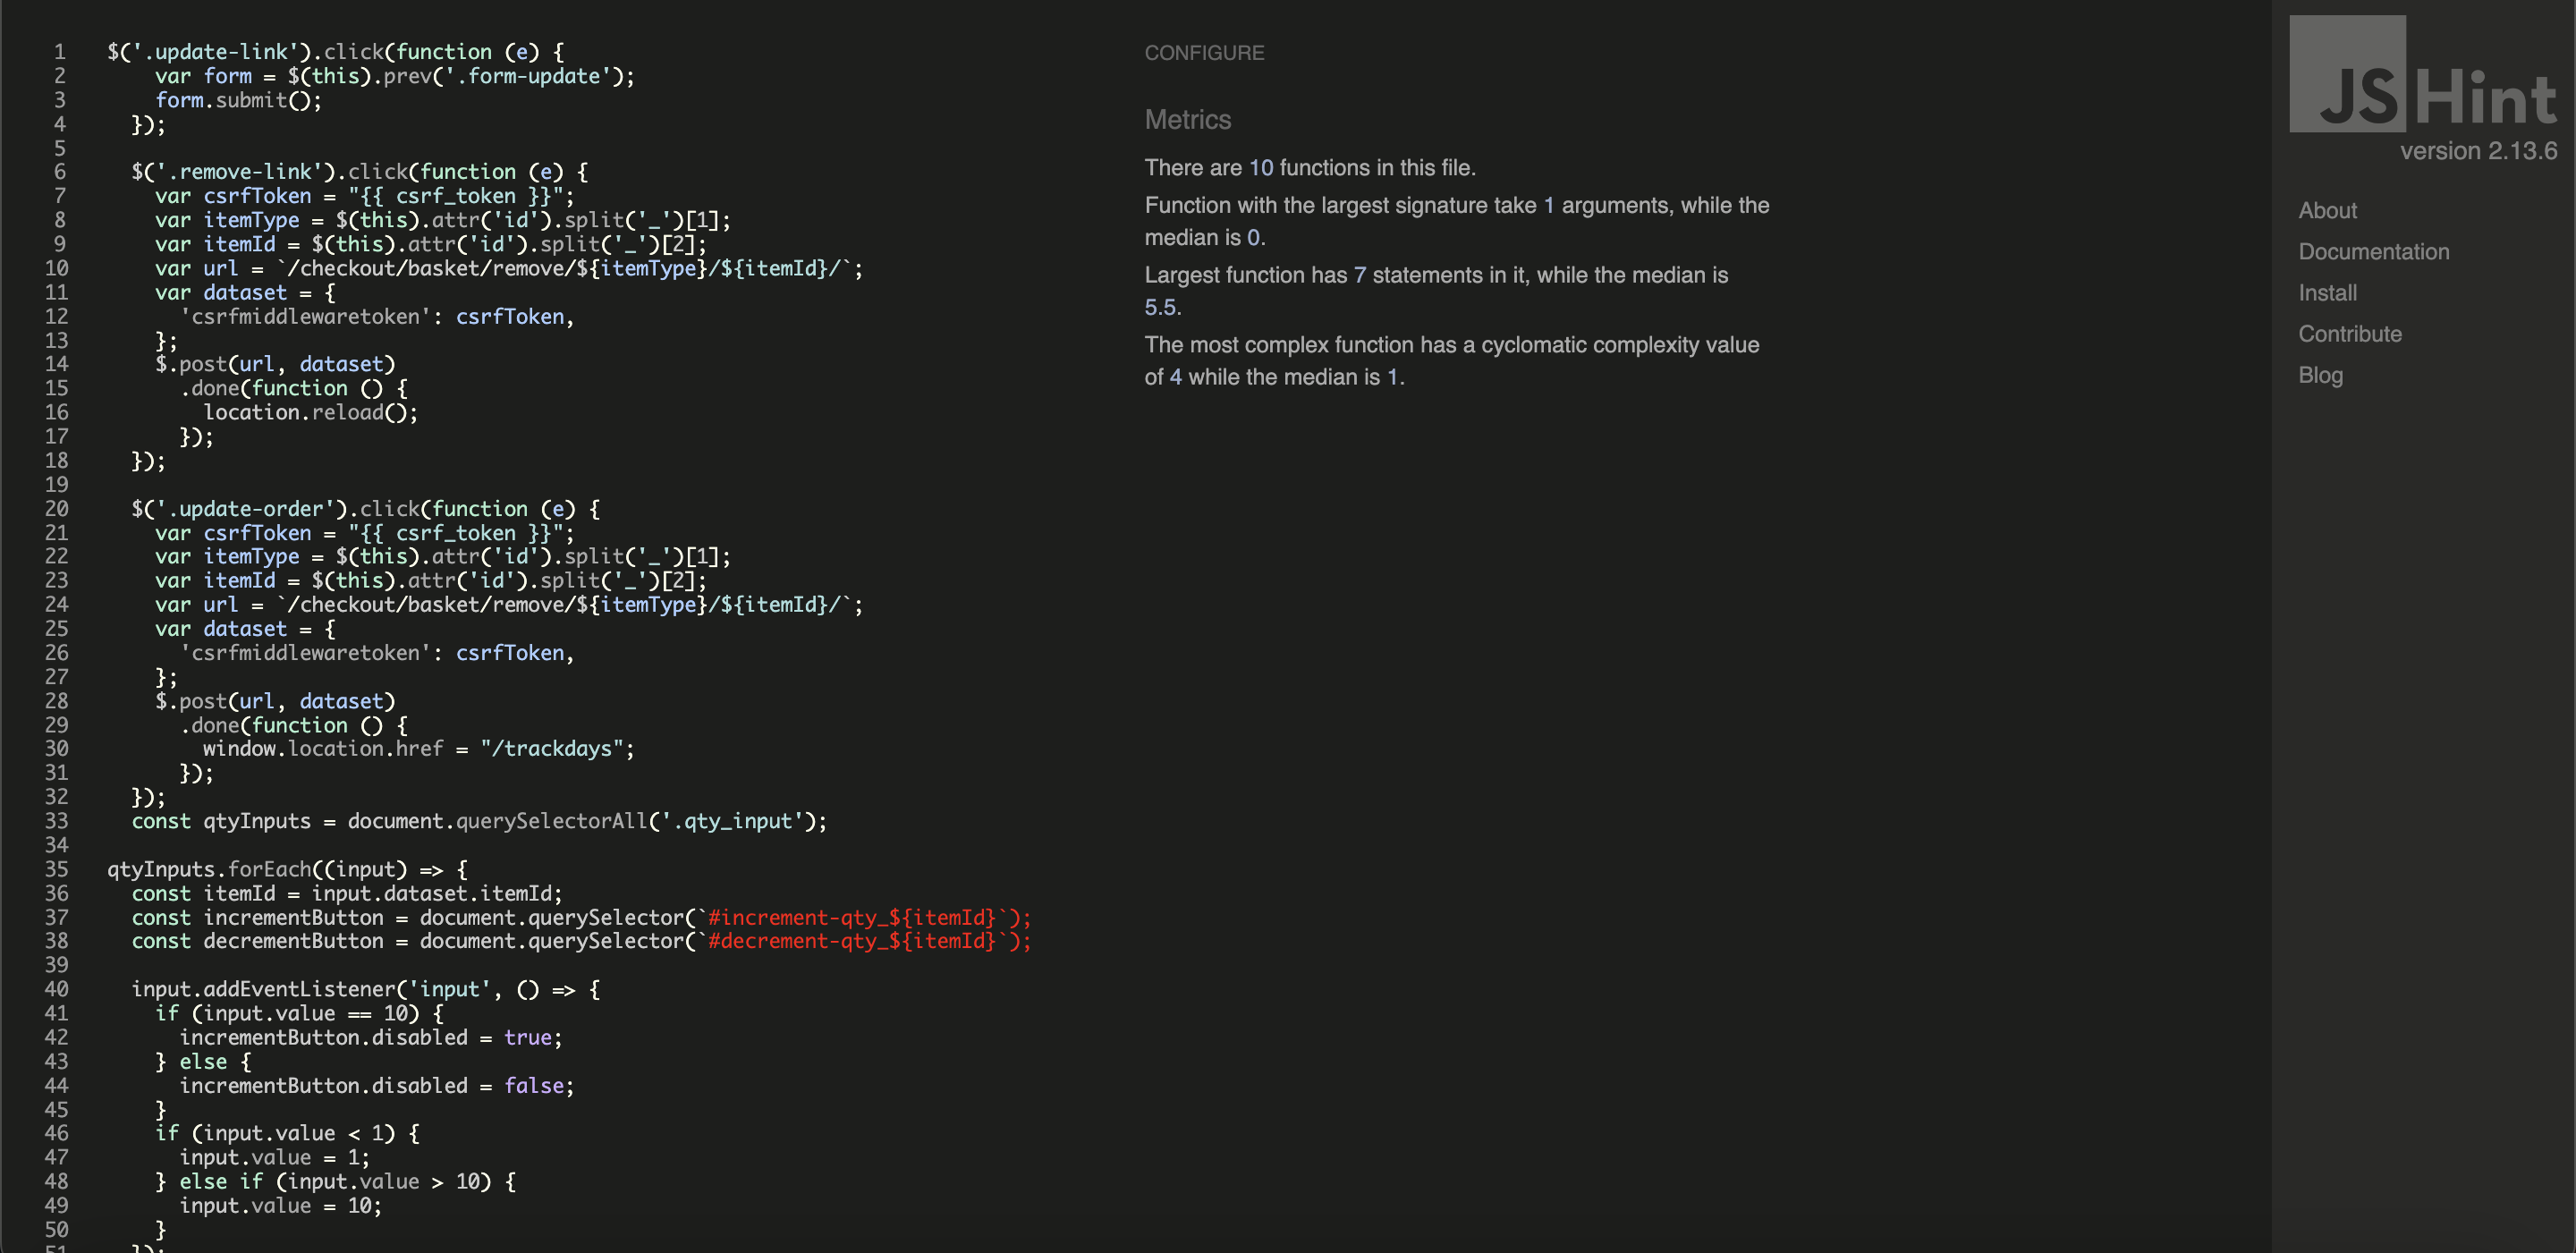 1 $('.update-link').click(function (e) {
2 var form = $(this).prev('.form-update');
3 form.submit();
4 });
5
6 $('.remove-link').click(function (e) {
7 var csrfToken = "{{ csrf_token }}";
8 var itemType = $(this).attr('id').split('_')[1];
9 var itemId = $(this).attr('id').split('_')[2];
10 var url = `/checkout/basket/remove/${itemType}/${itemId}/`;
11 var dataset = {
12 'csrfmiddlewaretoken': csrfToken,
13 };
14 $.post(url, dataset)
15 .done(function () {
16 location.reload();
17 });
18 });
19
20 $('.update-order').click(function (e) {
21 var csrfToken = "{{ csrf_token }}";
22 var itemType = $(this).attr('id').split('_')[1];
23 var itemId = $(this).attr('id').split('_')[2];
24 var url = `/checkout/basket/remove/${itemType}/${itemId}/`;
25 var dataset = {
26 'csrfmiddlewaretoken': csrfToken,
27 };
28 $.post(url, dataset)
29 .done(function () {
30 window.location.href = "/trackdays";
31 });
32 });
33 const qtyInputs = document.querySelectorAll('.qty_input');
34
35 qtyInputs.forEach((input) => {
36 const itemId = input.dataset.itemId;
37 const incrementButton = document.querySelector(`#increment-qty_${itemId}`);
38 const decrementButton = document.querySelector(`#decrement-qty_${itemId}`);
39
40 input.addEventListener('input', () => {
41 if (input.value == 10) {
42 incrementButton.disabled = true;
43 } else {
44 incrementButton.disabled = false;
45 }
46 if (input.value < 1) {
47 input.value = 1;
48 } else if (input.value > 10) {
49 input.value = 10;
50 }
51 });
CONFIGURE
Metrics
There are 10 functions in this file.
Function with the largest signature take 1 arguments, while the
median is 0.
Largest function has 7 statements in it, while the median is
5.5.
The most complex function has a cyclomatic complexity value
of 4 while the median is 1.
JSHint
version 2.13.6
About
Documentation
Install
Contribute
Blog